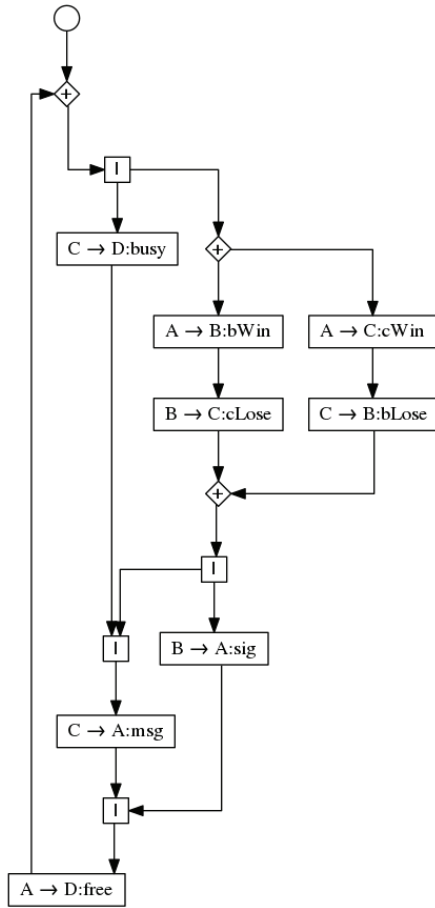 +
I
C → D:busy
+
A → B:bWin
A → C:cWin
B → C:cLose
C → B:bLose
+
I
I
B → A:sig
C → A:msg
I
A → D:free